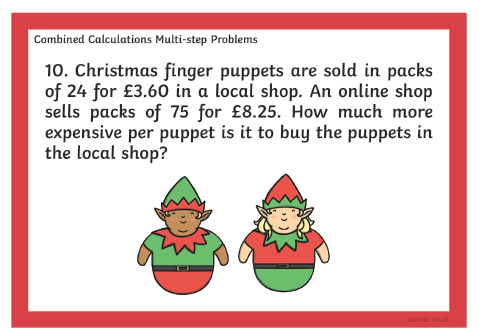 Combined Calculations Multi-step Problems
10. Christmas finger puppets are sold in packs
of 24 for £3.60 in a local shop. An online shop
sells packs of 75 for £8.25. How much more
expensive per puppet is it to buy the puppets in
the local shop?
twinkl.co.uk